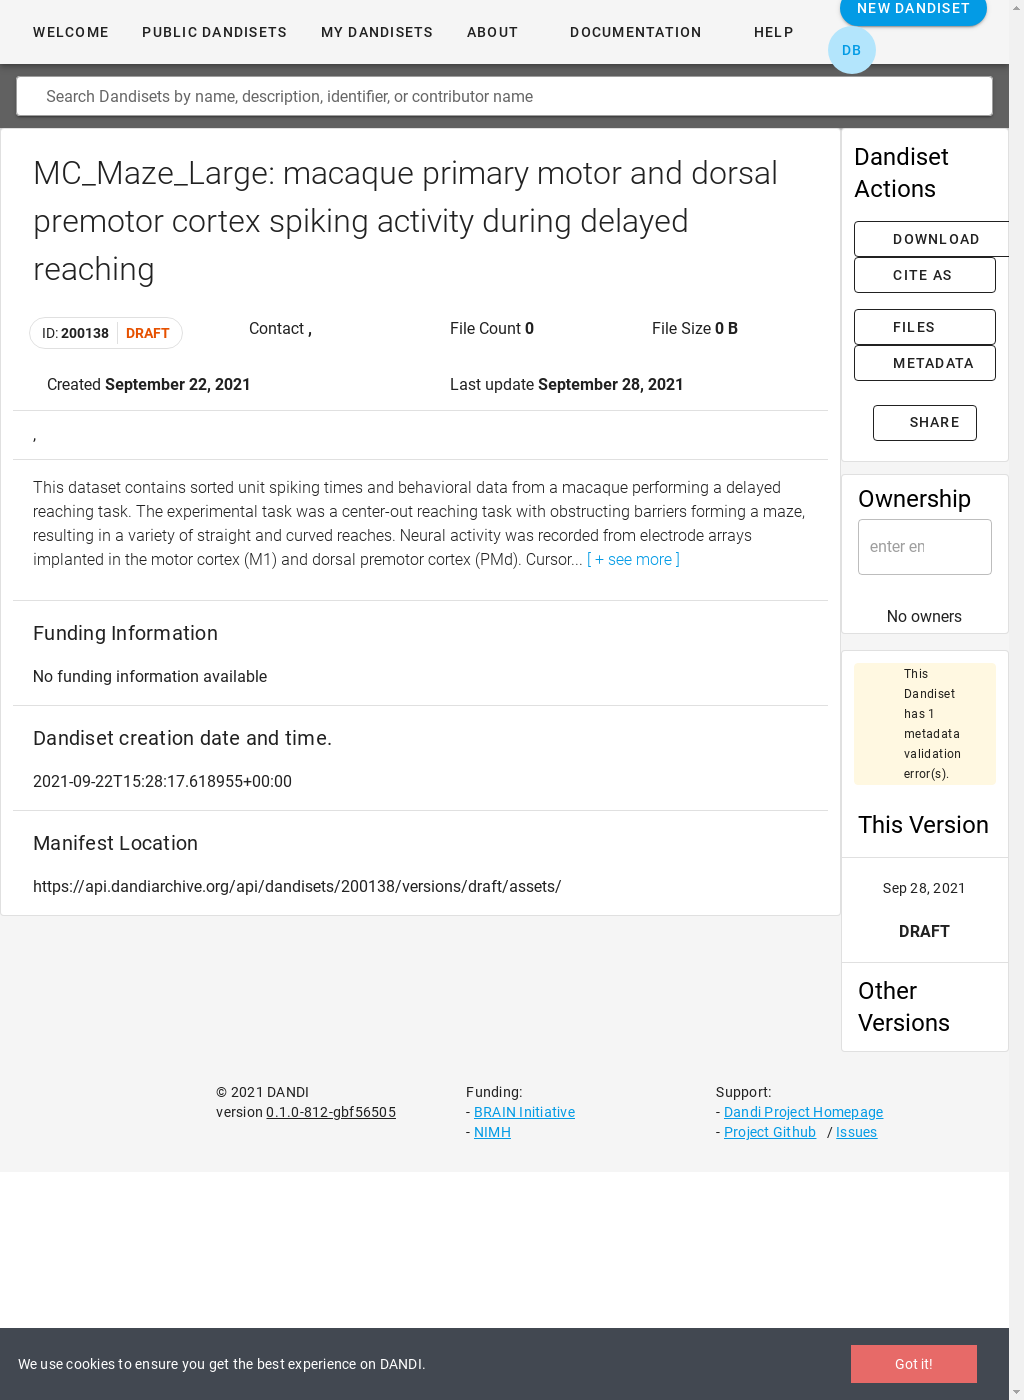 WELCOME PUBLIC DANDISETS MY DANDISETS ABOUT DOCUMENTATION HELP NEW DANDISET
DB
Search Dandisets by name, description, identifier, or contributor name
MC_Maze_Large: macaque primary motor and dorsal
premotor cortex spiking activity during delayed
reaching
ID: 200138 DRAFT Contact , File Count 0 File Size 0 B
Created September 22, 2021 Last update September 28, 2021
,
This dataset contains sorted unit spiking times and behavioral data from a macaque performing a delayed
reaching task. The experimental task was a center-out reaching task with obstructing barriers forming a maze,
resulting in a variety of straight and curved reaches. Neural activity was recorded from electrode arrays
implanted in the motor cortex (M1) and dorsal premotor cortex (PMd). Cursor... [ + see more ]
Funding Information
No funding information available
Dandiset creation date and time.
2021-09-22T15:28:17.618955+00:00
Manifest Location
https://api.dandiarchive.org/api/dandisets/200138/versions/draft/assets/
Dandiset
Actions
DOWNLOAD
CITE AS
FILES
METADATA
SHARE
Ownership
enter en
No owners
This
Dandiset
has 1
metadata
validation
error(s).
This Version
Sep 28, 2021
DRAFT
Other
Versions
© 2021 DANDI
version 0.1.0-812-gbf56505
Funding:
- BRAIN Initiative
- NIMH
Support:
- Dandi Project Homepage
- Project Github / Issues
We use cookies to ensure you get the best experience on DANDI.
Got it!